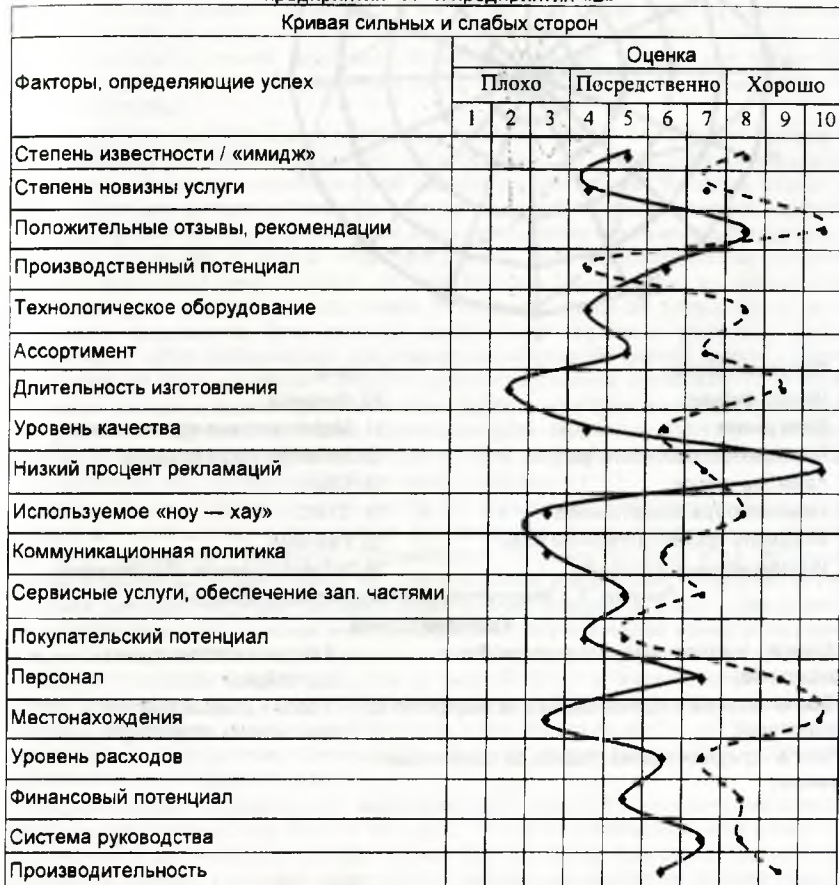 Кривая сильных и слабых сторон
Факторы, определяющие успех
Оценка
Плохо Посредственно Хорошо
1 2 3 4 5 6 7 8 9 10
Степень известности / «имидж»
Степень новизны услуги
Положительные отзывы, рекомендации
Производственный потенциал
Технологическое оборудование
Ассортимент
Длительность изготовления
Уровень качества
Низкий процент рекламаций
Используемое «ноу — хау»
Коммуникационная политика
Сервисные услуги, обеспечение зап. частями
Покупательский потенциал
Персонал
Местонахождения
Уровень расходов
Финансовый потенциал
Система руководства
Производительность